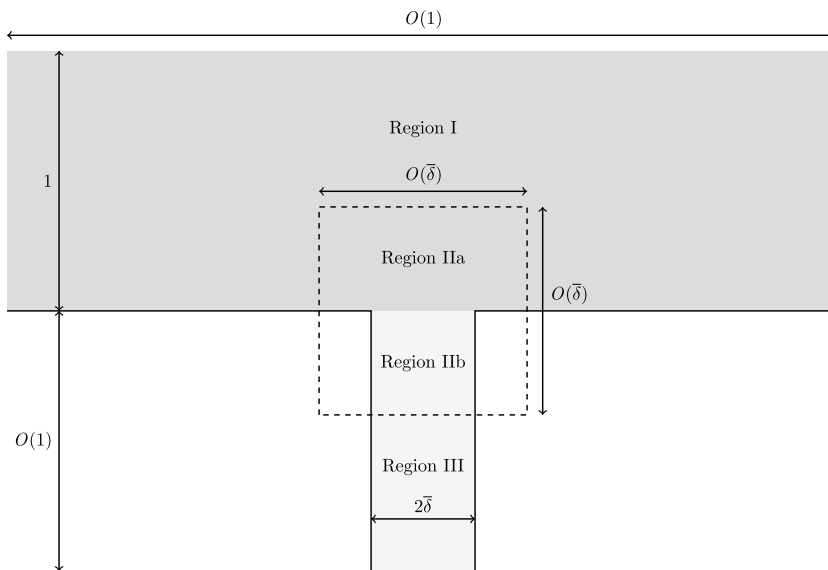 O(1)
Region I
1
O(δ̅)
Region IIa
O(δ̅)
Region IIb
O(1)
Region III
2δ̅